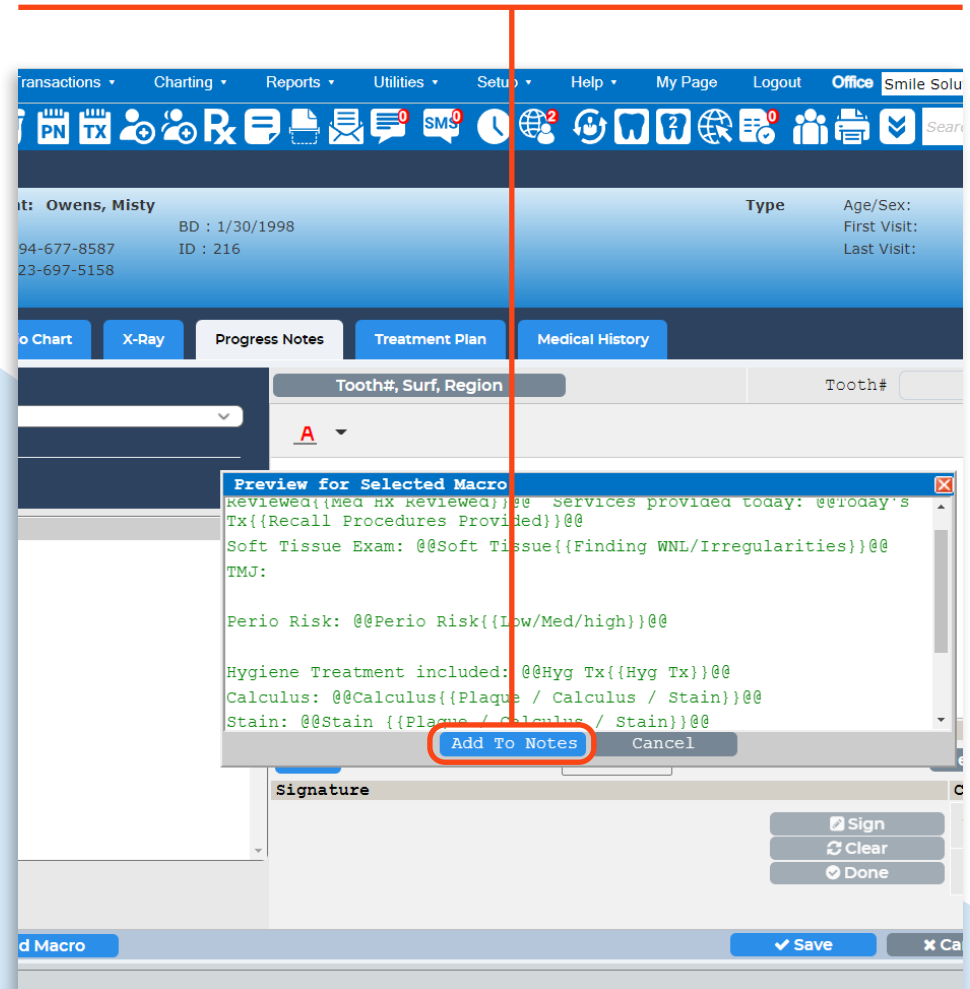 Transactions Charting Reports Utilities Setup Help My Page Logout Office Smile Solu
PN TX Rx 0 SMS 0 2 ? 0 Sear
nt: Owens, Misty Type Age/Sex:
BD : 1/30/1998 First Visit:
94-677-8587 ID : 216 Last Visit:
23-697-5158
o Chart X-Ray Progress Notes Treatment Plan Medical History
Tooth#, Surf, Region Tooth#
A
Preview for Selected Macro
Reviewed{{Med Hx Reviewed}}@@ Services provided today: @@Today's
Tx{{Recall Procedures Provided}}@@
Soft Tissue Exam: @@Soft Tissue{{Finding WNL/Irregularities}}@@
TMJ:
Perio Risk: @@Perio Risk{{Low/Med/high}}@@
Hygiene Treatment included: @@Hyg Tx{{Hyg Tx}}@@
Calculus: @@Calculus{{Plaque / Calculus / Stain}}@@
Stain: @@Stain {{Plaque / Calculus / Stain}}@@
Add To Notes Cancel
Signature C
Sign
Clear
Done
d Macro Save Ca